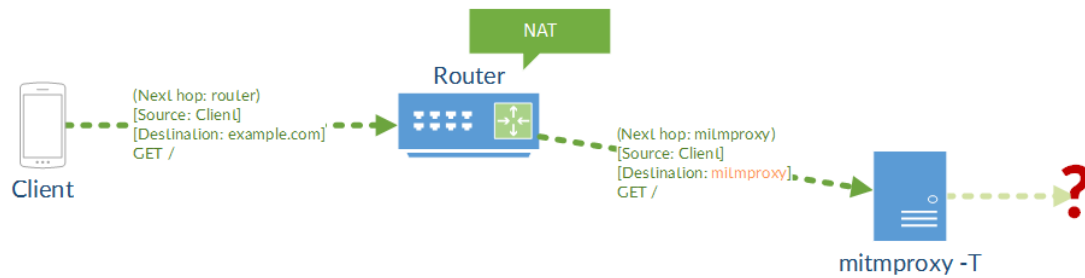 NAT
Router
(Next hop: router)
[Source: Client]
[Destination: example.com]
GET /
Client
(Next hop: mitmproxy)
[Source: Client]
[Destination: mitmproxy]
GET /
?
mitmproxy -T